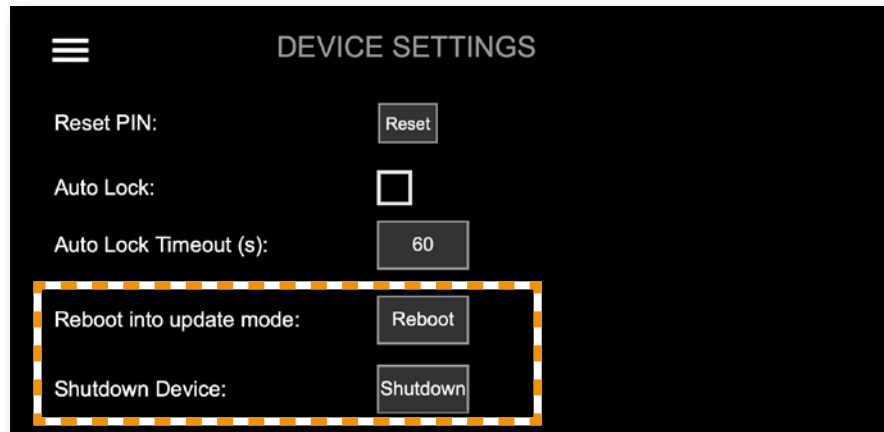 DEVICE SETTINGS
Reset PIN: Reset
Auto Lock:
Auto Lock Timeout (s): 60
Reboot into update mode: Reboot
Shutdown Device: Shutdown